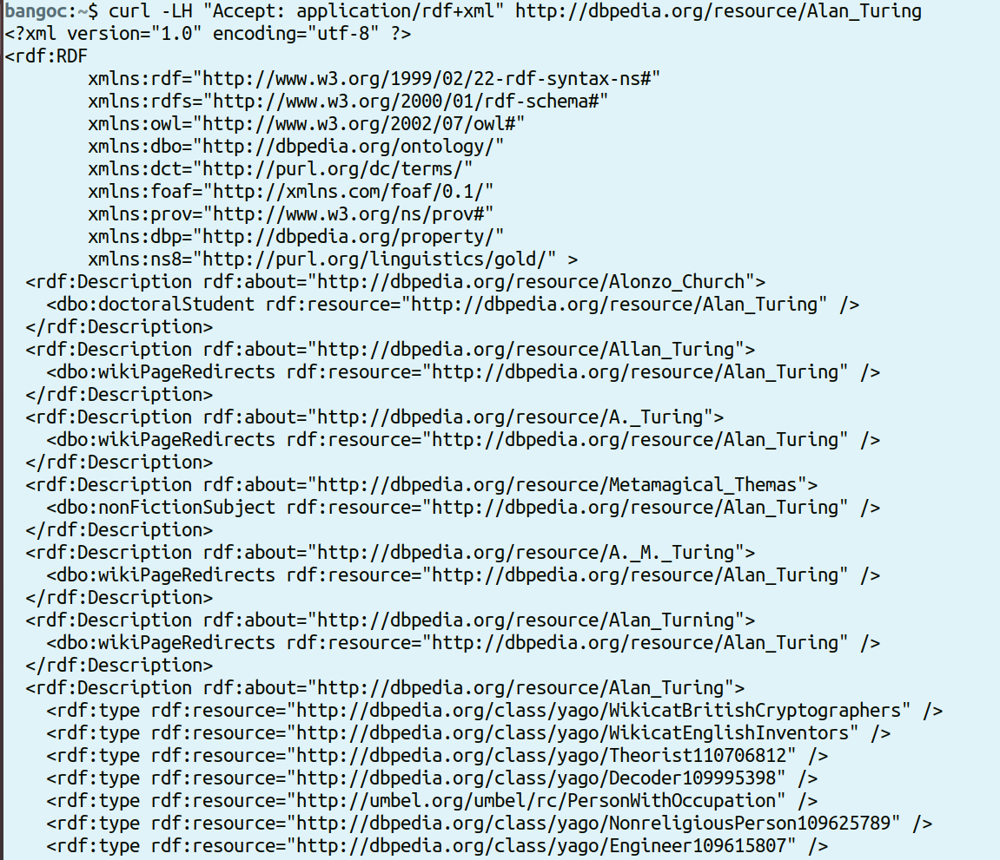 bangoc:~$ curl -LH "Accept: application/rdf+xml" http://dbpedia.org/resource/Alan_Turing
<?xml version="1.0" encoding="utf-8" ?>
<rdf:RDF
        xmlns:rdf="http://www.w3.org/1999/02/22-rdf-syntax-ns#"
        xmlns:rdfs="http://www.w3.org/2000/01/rdf-schema#"
        xmlns:owl="http://www.w3.org/2002/07/owl#"
        xmlns:dbo="http://dbpedia.org/ontology/"
        xmlns:dct="http://purl.org/dc/terms/"
        xmlns:foaf="http://xmlns.com/foaf/0.1/"
        xmlns:prov="http://www.w3.org/ns/prov#"
        xmlns:dbp="http://dbpedia.org/property/"
        xmlns:ns8="http://purl.org/linguistics/gold/" >
  <rdf:Description rdf:about="http://dbpedia.org/resource/Alonzo_Church">
    <dbo:doctoralStudent rdf:resource="http://dbpedia.org/resource/Alan_Turing" />
  </rdf:Description>
  <rdf:Description rdf:about="http://dbpedia.org/resource/Allan_Turing">
    <dbo:wikiPageRedirects rdf:resource="http://dbpedia.org/resource/Alan_Turing" />
  </rdf:Description>
  <rdf:Description rdf:about="http://dbpedia.org/resource/A._Turing">
    <dbo:wikiPageRedirects rdf:resource="http://dbpedia.org/resource/Alan_Turing" />
  </rdf:Description>
  <rdf:Description rdf:about="http://dbpedia.org/resource/Metamagical_Themas">
    <dbo:nonFictionSubject rdf:resource="http://dbpedia.org/resource/Alan_Turing" />
  </rdf:Description>
  <rdf:Description rdf:about="http://dbpedia.org/resource/A._M._Turing">
    <dbo:wikiPageRedirects rdf:resource="http://dbpedia.org/resource/Alan_Turing" />
  </rdf:Description>
  <rdf:Description rdf:about="http://dbpedia.org/resource/Alan_Turning">
    <dbo:wikiPageRedirects rdf:resource="http://dbpedia.org/resource/Alan_Turing" />
  </rdf:Description>
  <rdf:Description rdf:about="http://dbpedia.org/resource/Alan_Turing">
    <rdf:type rdf:resource="http://dbpedia.org/class/yago/WikicatBritishCryptographers" />
    <rdf:type rdf:resource="http://dbpedia.org/class/yago/WikicatEnglishInventors" />
    <rdf:type rdf:resource="http://dbpedia.org/class/yago/Theorist110706812" />
    <rdf:type rdf:resource="http://dbpedia.org/class/yago/Decoder109995398" />
    <rdf:type rdf:resource="http://umbel.org/umbel/rc/PersonWithOccupation" />
    <rdf:type rdf:resource="http://dbpedia.org/class/yago/NonreligiousPerson109625789" />
    <rdf:type rdf:resource="http://dbpedia.org/class/yago/Engineer109615807" />